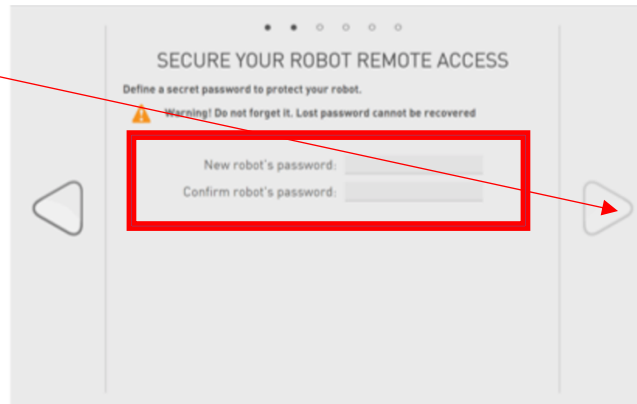 SECURE YOUR ROBOT REMOTE ACCESS
Define a secret password to protect your robot.
Warning! Do not forget it. Lost password cannot be recovered
New robot's password:
Confirm robot's password: